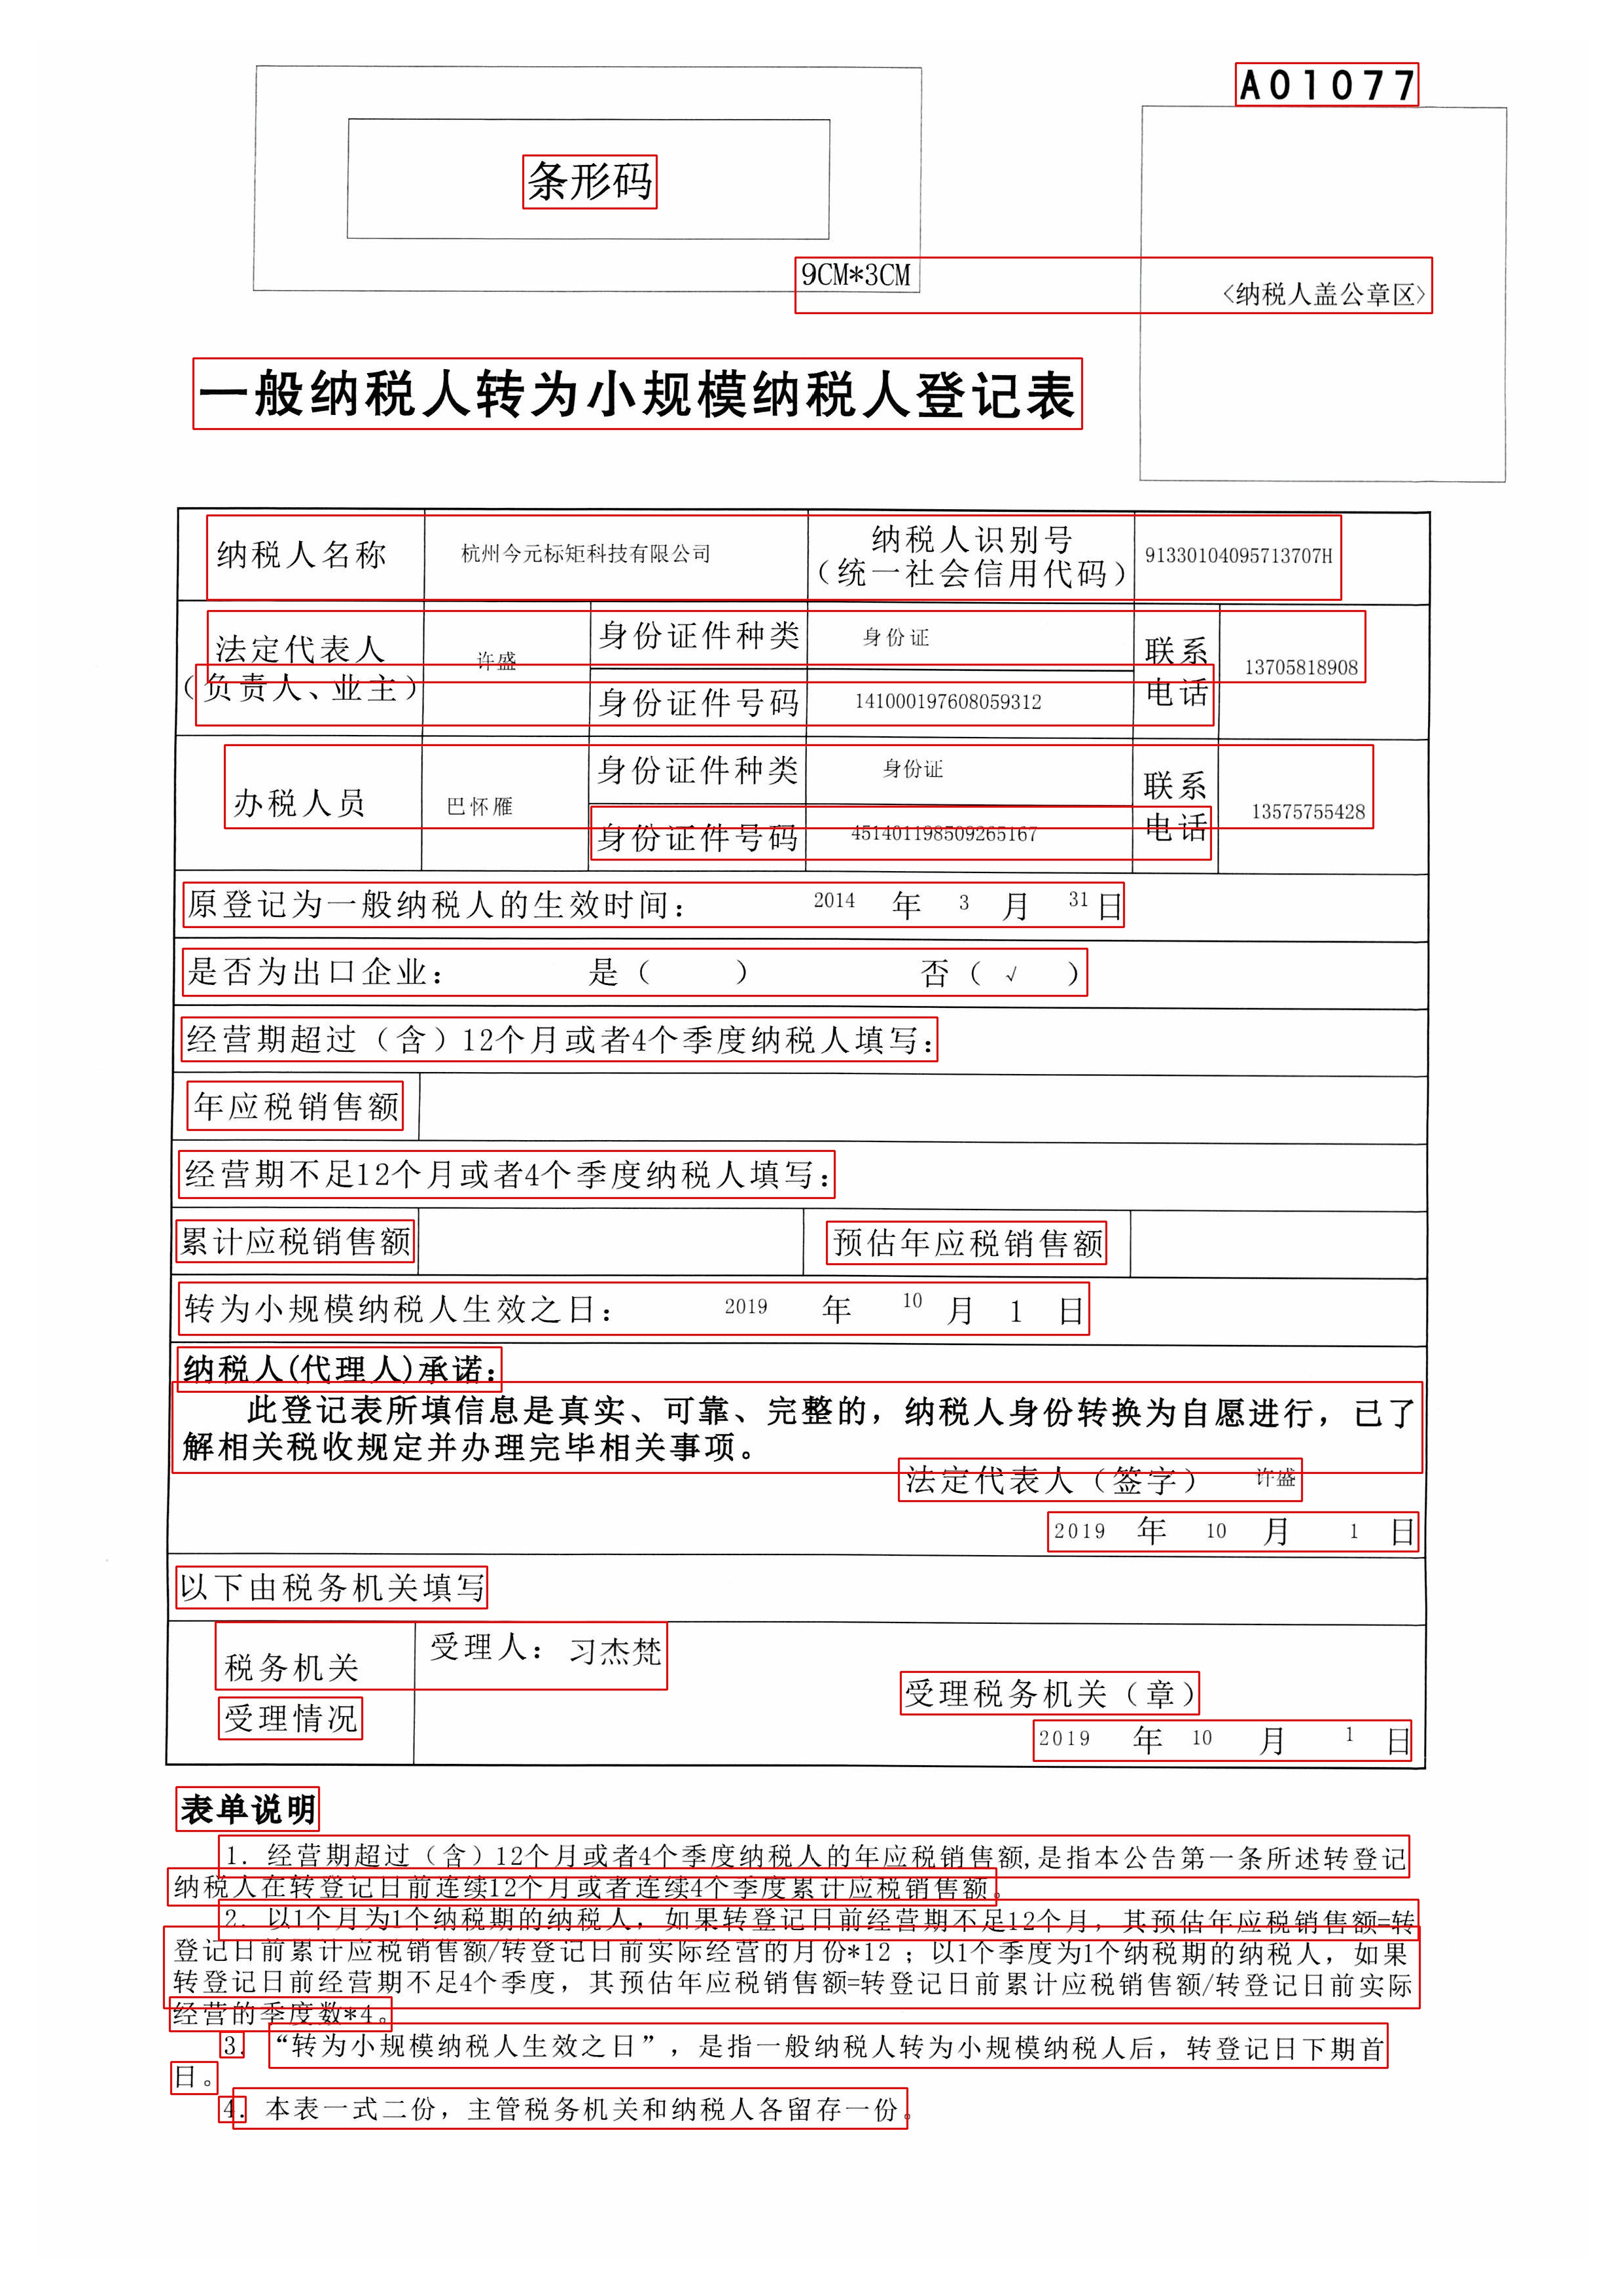 A01077
条形码
9CM*3CM
<纳税人盖公章区>
一般纳税人转为小规模纳税人登记表
纳税人名称 杭州今元标矩科技有限公司 纳税人识别号（统一社会信用代码） 91330104095713707H
法定代表人（负责人、业主） 许盛 身份证件种类 身份证 联系电话 13705818908
身份证件号码 141000197608059312
办税人员 巴怀雁 身份证件种类 身份证 联系电话 13575755428
身份证件号码 451401198509265167
原登记为一般纳税人的生效时间： 2014 年 3 月 31 日
是否为出口企业： 是（ ） 否（ √ ）
经营期超过（含）12个月或者4个季度纳税人填写：
年应税销售额
经营期不足12个月或者4个季度纳税人填写：
累计应税销售额 预估年应税销售额
转为小规模纳税人生效之日： 2019 年 10 月 1 日
纳税人(代理人)承诺：
此登记表所填信息是真实、可靠、完整的，纳税人身份转换为自愿进行，已了
解相关税收规定并办理完毕相关事项。
法定代表人（签字） 许盛
2019 年 10 月 1 日
以下由税务机关填写
税务机关 受理人： 习杰梵
受理情况
受理税务机关（章）
2019 年 10 月 1 日
表单说明
1. 经营期超过（含）12个月或者4个季度纳税人的年应税销售额,是指本公告第一条所述转登记
纳税人在转登记日前连续12个月或者连续4个季度累计应税销售额。
2. 以1个月为1个纳税期的纳税人，如果转登记日前经营期不足12个月，其预估年应税销售额=转
登记日前累计应税销售额/转登记日前实际经营的月份*12；以1个季度为1个纳税期的纳税人，如果
转登记日前经营期不足4个季度，其预估年应税销售额=转登记日前累计应税销售额/转登记日前实际
经营的季度数*4。
3. “转为小规模纳税人生效之日”，是指一般纳税人转为小规模纳税人后，转登记日下期首
日。
4. 本表一式二份，主管税务机关和纳税人各留存一份。